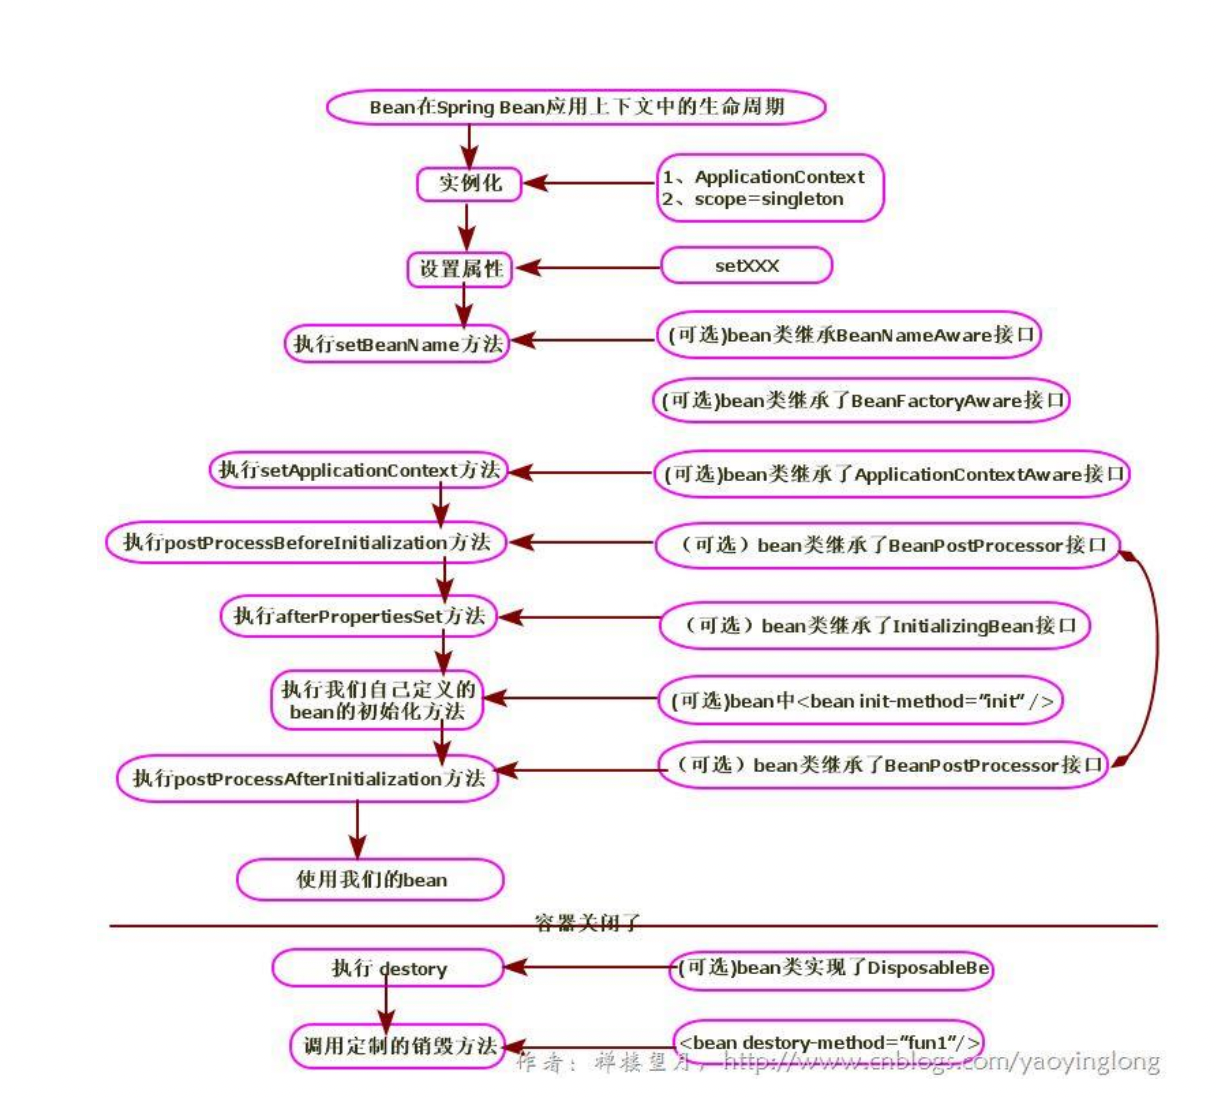 Bean在Spring Bean应用上下文中的生命周期
实例化
1、ApplicationContext
2、scope=singleton
设置属性
setXXX
执行setBeanName方法
(可选)bean类继承BeanNameAware接口
(可选)bean类继承了BeanFactoryAware接口
执行setApplicationContext方法
(可选)bean类继承了ApplicationContextAware接口
执行postProcessBeforeInitialization方法
（可选）bean类继承了BeanPostProcessor接口
执行afterPropertiesSet方法
（可选）bean类继承了InitializingBean接口
执行我们自己定义的
bean的初始化方法
(可选)bean中<bean init-method="init" />
执行postProcessAfterInitialization方法
（可选）bean类继承了BeanPostProcessor接口
使用我们的bean
容器关闭了
执行 destory
(可选)bean类实现了DisposableBe
调用定制的销毁方法
<bean destory-method="fun1"/>
作者：禅楼望月，http://www.cnblogs.com/yaoyinglong